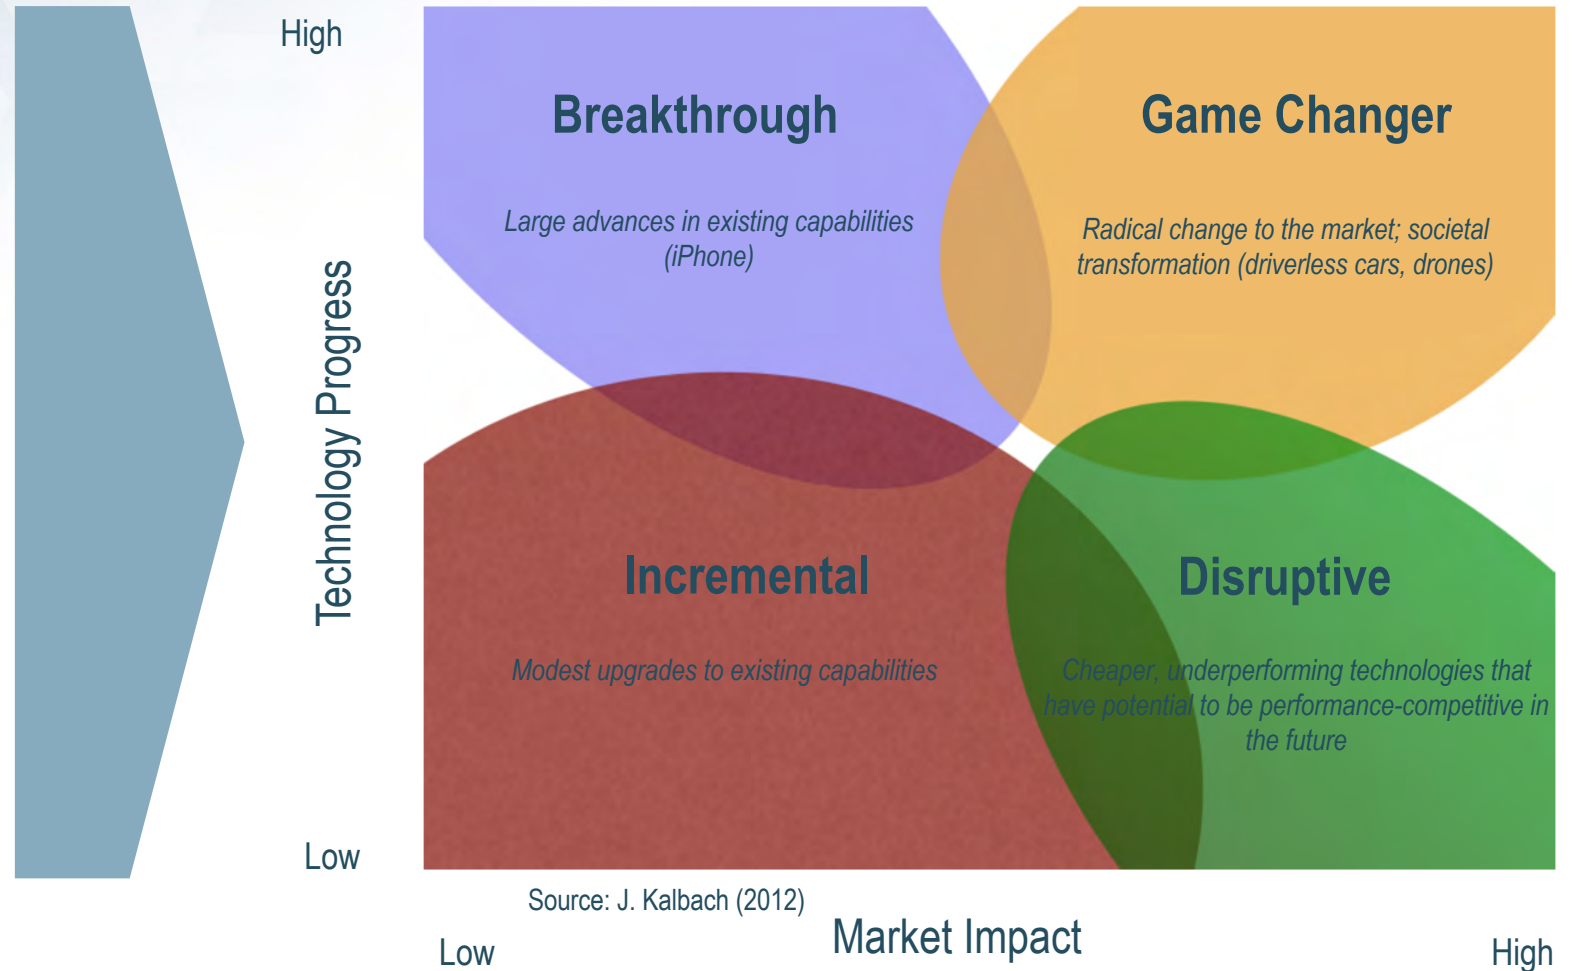 High
Technology Progress
Low
Breakthrough
Large advances in existing capabilities
(iPhone)
Game Changer
Radical change to the market; societal
transformation (driverless cars, drones)
Incremental
Modest upgrades to existing capabilities
Disruptive
Cheaper, underperforming technologies that
have potential to be performance-competitive in
the future
Source: J. Kalbach (2012)
Low
Market Impact
High